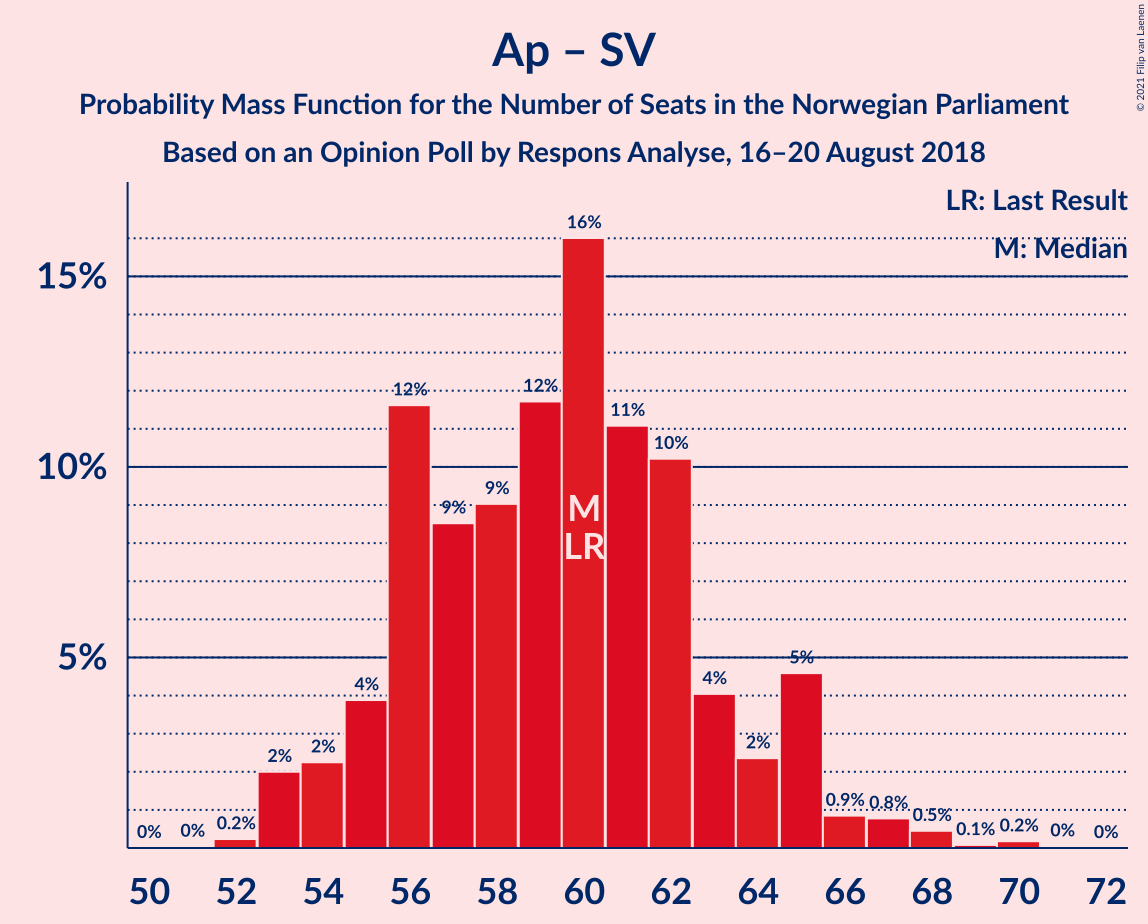 © 2021 Filip van Laenen
Ap – SV
Probability Mass Function for the Number of Seats in the Norwegian Parliament
Based on an Opinion Poll by Respons Analyse, 16–20 August 2018
LR: Last Result
M: Median
15%
10%
5%
0%
0%
0.2%
2%
2%
4%
12%
9%
9%
12%
16%
11%
10%
4%
2%
5%
0.9%
0.8%
0.5%
0.1%
0.2%
0%
0%
M
LR
50 52 54 56 58 60 62 64 66 68 70 72